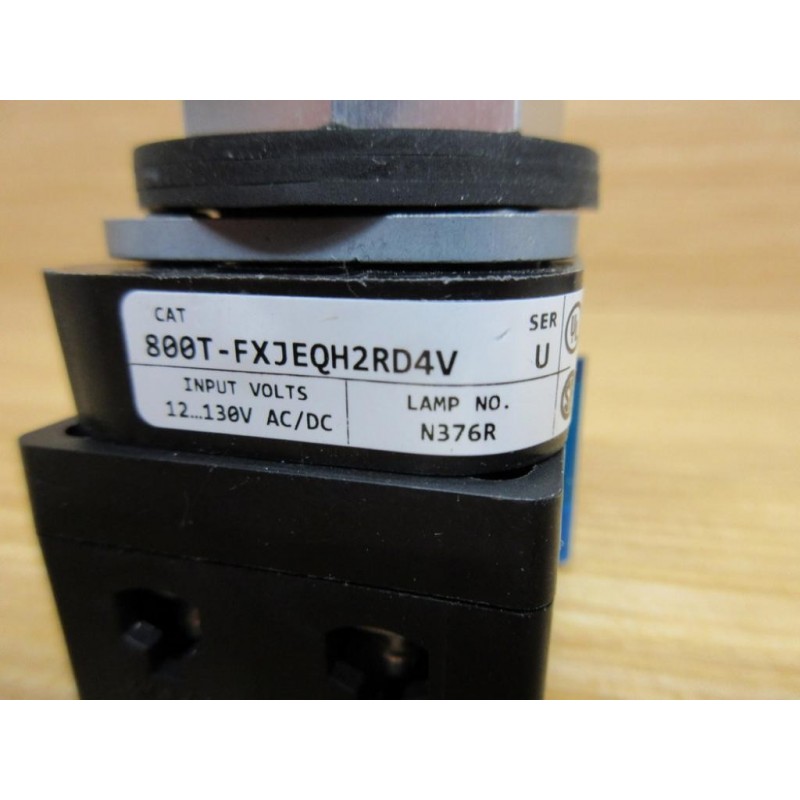 CAT
800T-FXJEQH2RD4V
SER
U
INPUT VOLTS
12…130V AC/DC
LAMP NO.
N376R